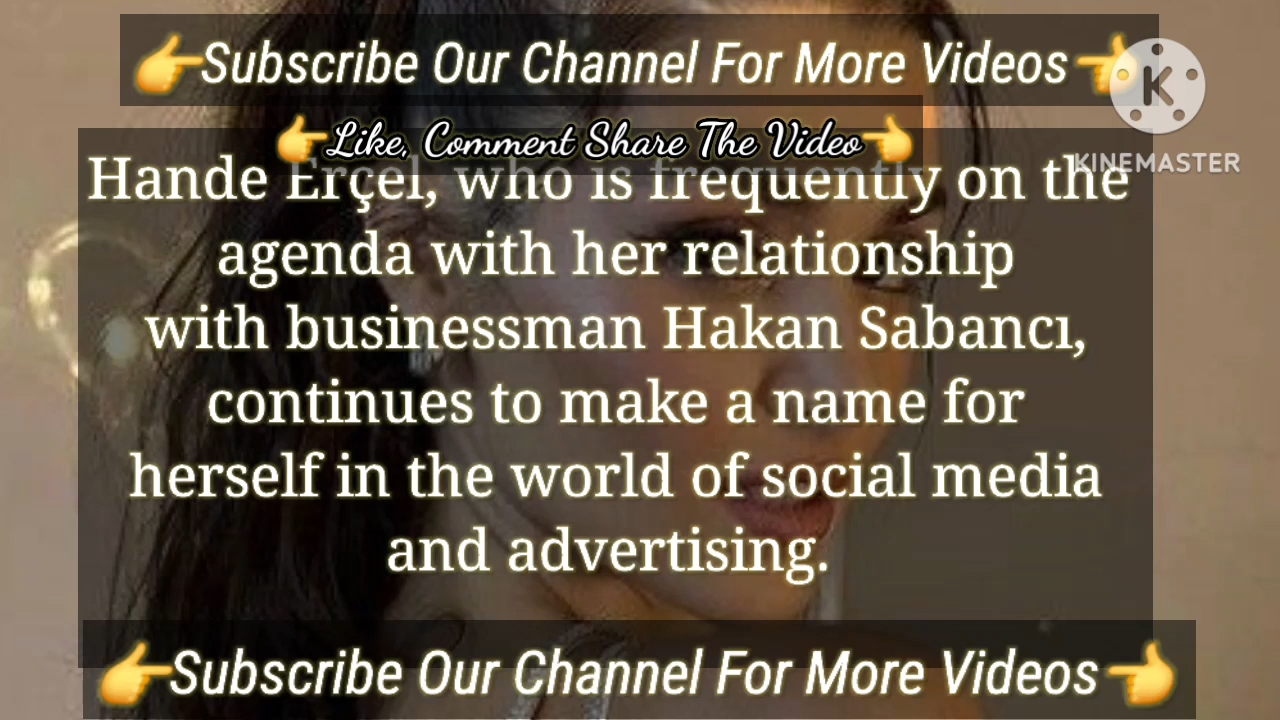 👉Subscribe Our Channel For More Videos👈
👉Like, Comment Share The Video👈
KINEMASTER
Hande Erçel, who is frequently on the
agenda with her relationship
with businessman Hakan Sabancı,
continues to make a name for
herself in the world of social media
and advertising.
👉Subscribe Our Channel For More Videos👈